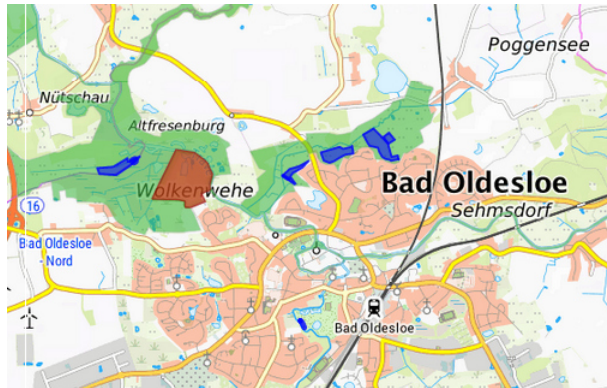 Poggensee
Nütschau
Altfresenburg
Wolkenwehe
Bad Oldesloe
Sehmsdorf
16
Bad Oldesloe
- Nord
Bad Oldesloe